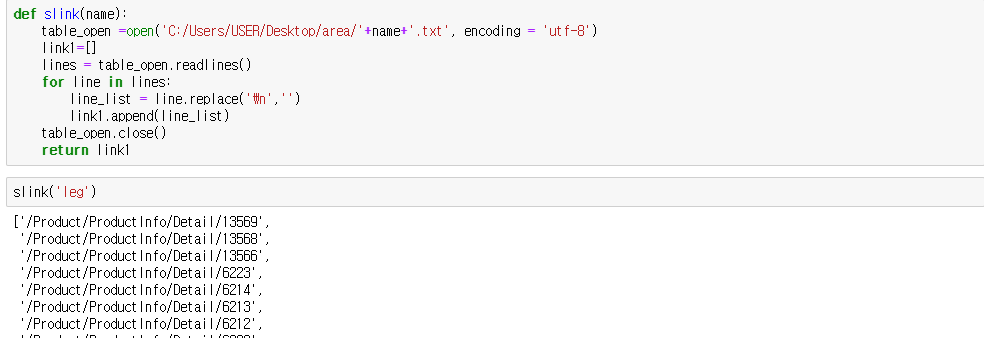 def slink(name):
    table_open =open('C:/Users/USER/Desktop/area/'+name+'.txt', encoding = 'utf-8')
    link1=[]
    lines = table_open.readlines()
    for line in lines:
        line_list = line.replace('₩n','')
        link1.append(line_list)
    table_open.close()
    return link1
slink('leg')
['/Product/ProductInfo/Detail/13569',
 '/Product/ProductInfo/Detail/13568',
 '/Product/ProductInfo/Detail/13566',
 '/Product/ProductInfo/Detail/6223',
 '/Product/ProductInfo/Detail/6214',
 '/Product/ProductInfo/Detail/6213',
 '/Product/ProductInfo/Detail/6212',